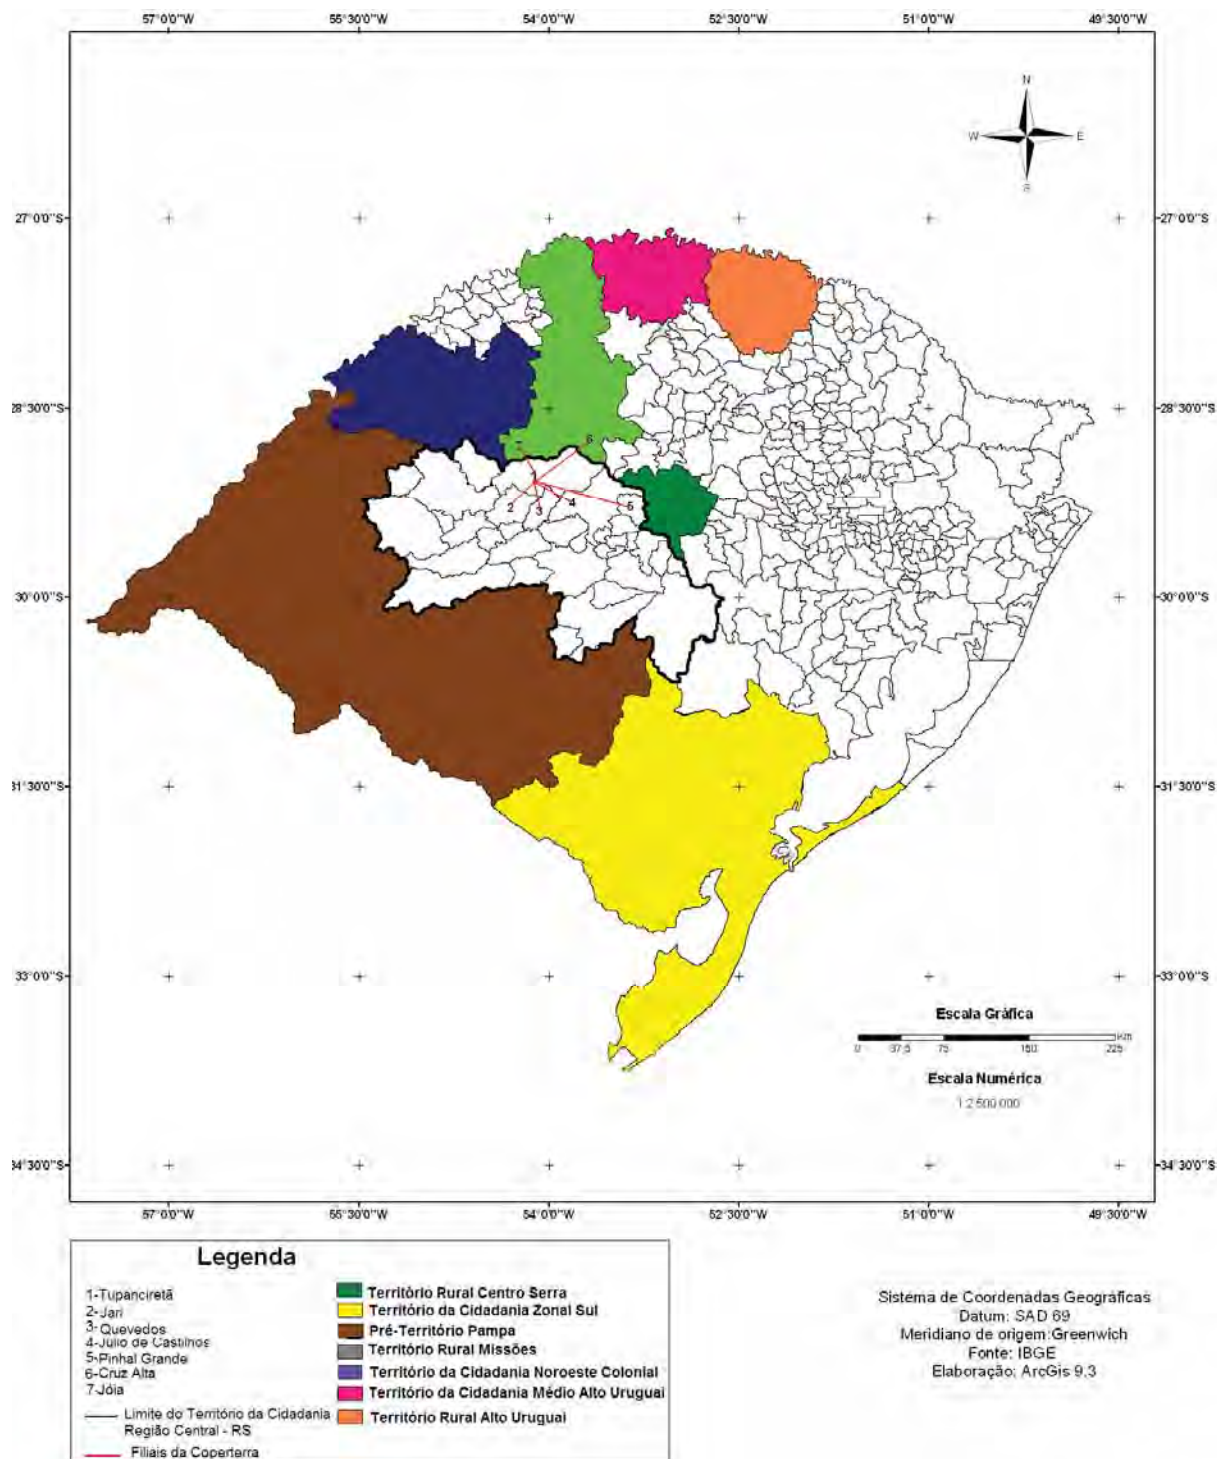 57°0'0"W 55°30'0"W 54°0'0"W 52°30'0"W 51°0'0"W 49°30'0"W
N
W E
S
27°0'0"S 27°0'0"S
28°30'0"S 28°30'0"S
7 6
1
2 3 4 5
30°0'0"S 30°0'0"S
31°30'0"S 31°30'0"S
33°0'0"S 33°0'0"S
Escala Gráfica
0 37,5 75 150 225 Km
Escala Numérica
1:2.500.000
34°30'0"S 34°30'0"S
57°0'0"W 55°30'0"W 54°0'0"W 52°30'0"W 51°0'0"W 49°30'0"W
Legenda
1-Tupanciretã
2-Jari
3-Quevedos
4-Júlio de Castilhos
5-Pinhal Grande
6-Cruz Alta
7-Jóia
Limite do Território da Cidadania
Região Central - RS
Filiais da Coperterra
Território Rural Centro Serra
Território da Cidadania Zonal Sul
Pré-Território Pampa
Território Rural Missões
Território da Cidadania Noroeste Colonial
Território da Cidadania Médio Alto Uruguai
Território Rural Alto Uruguai
Sistema de Coordenadas Geográficas
Datum: SAD 69
Meridiano de origem:Greenwich
Fonte: IBGE
Elaboração: ArcGis 9.3